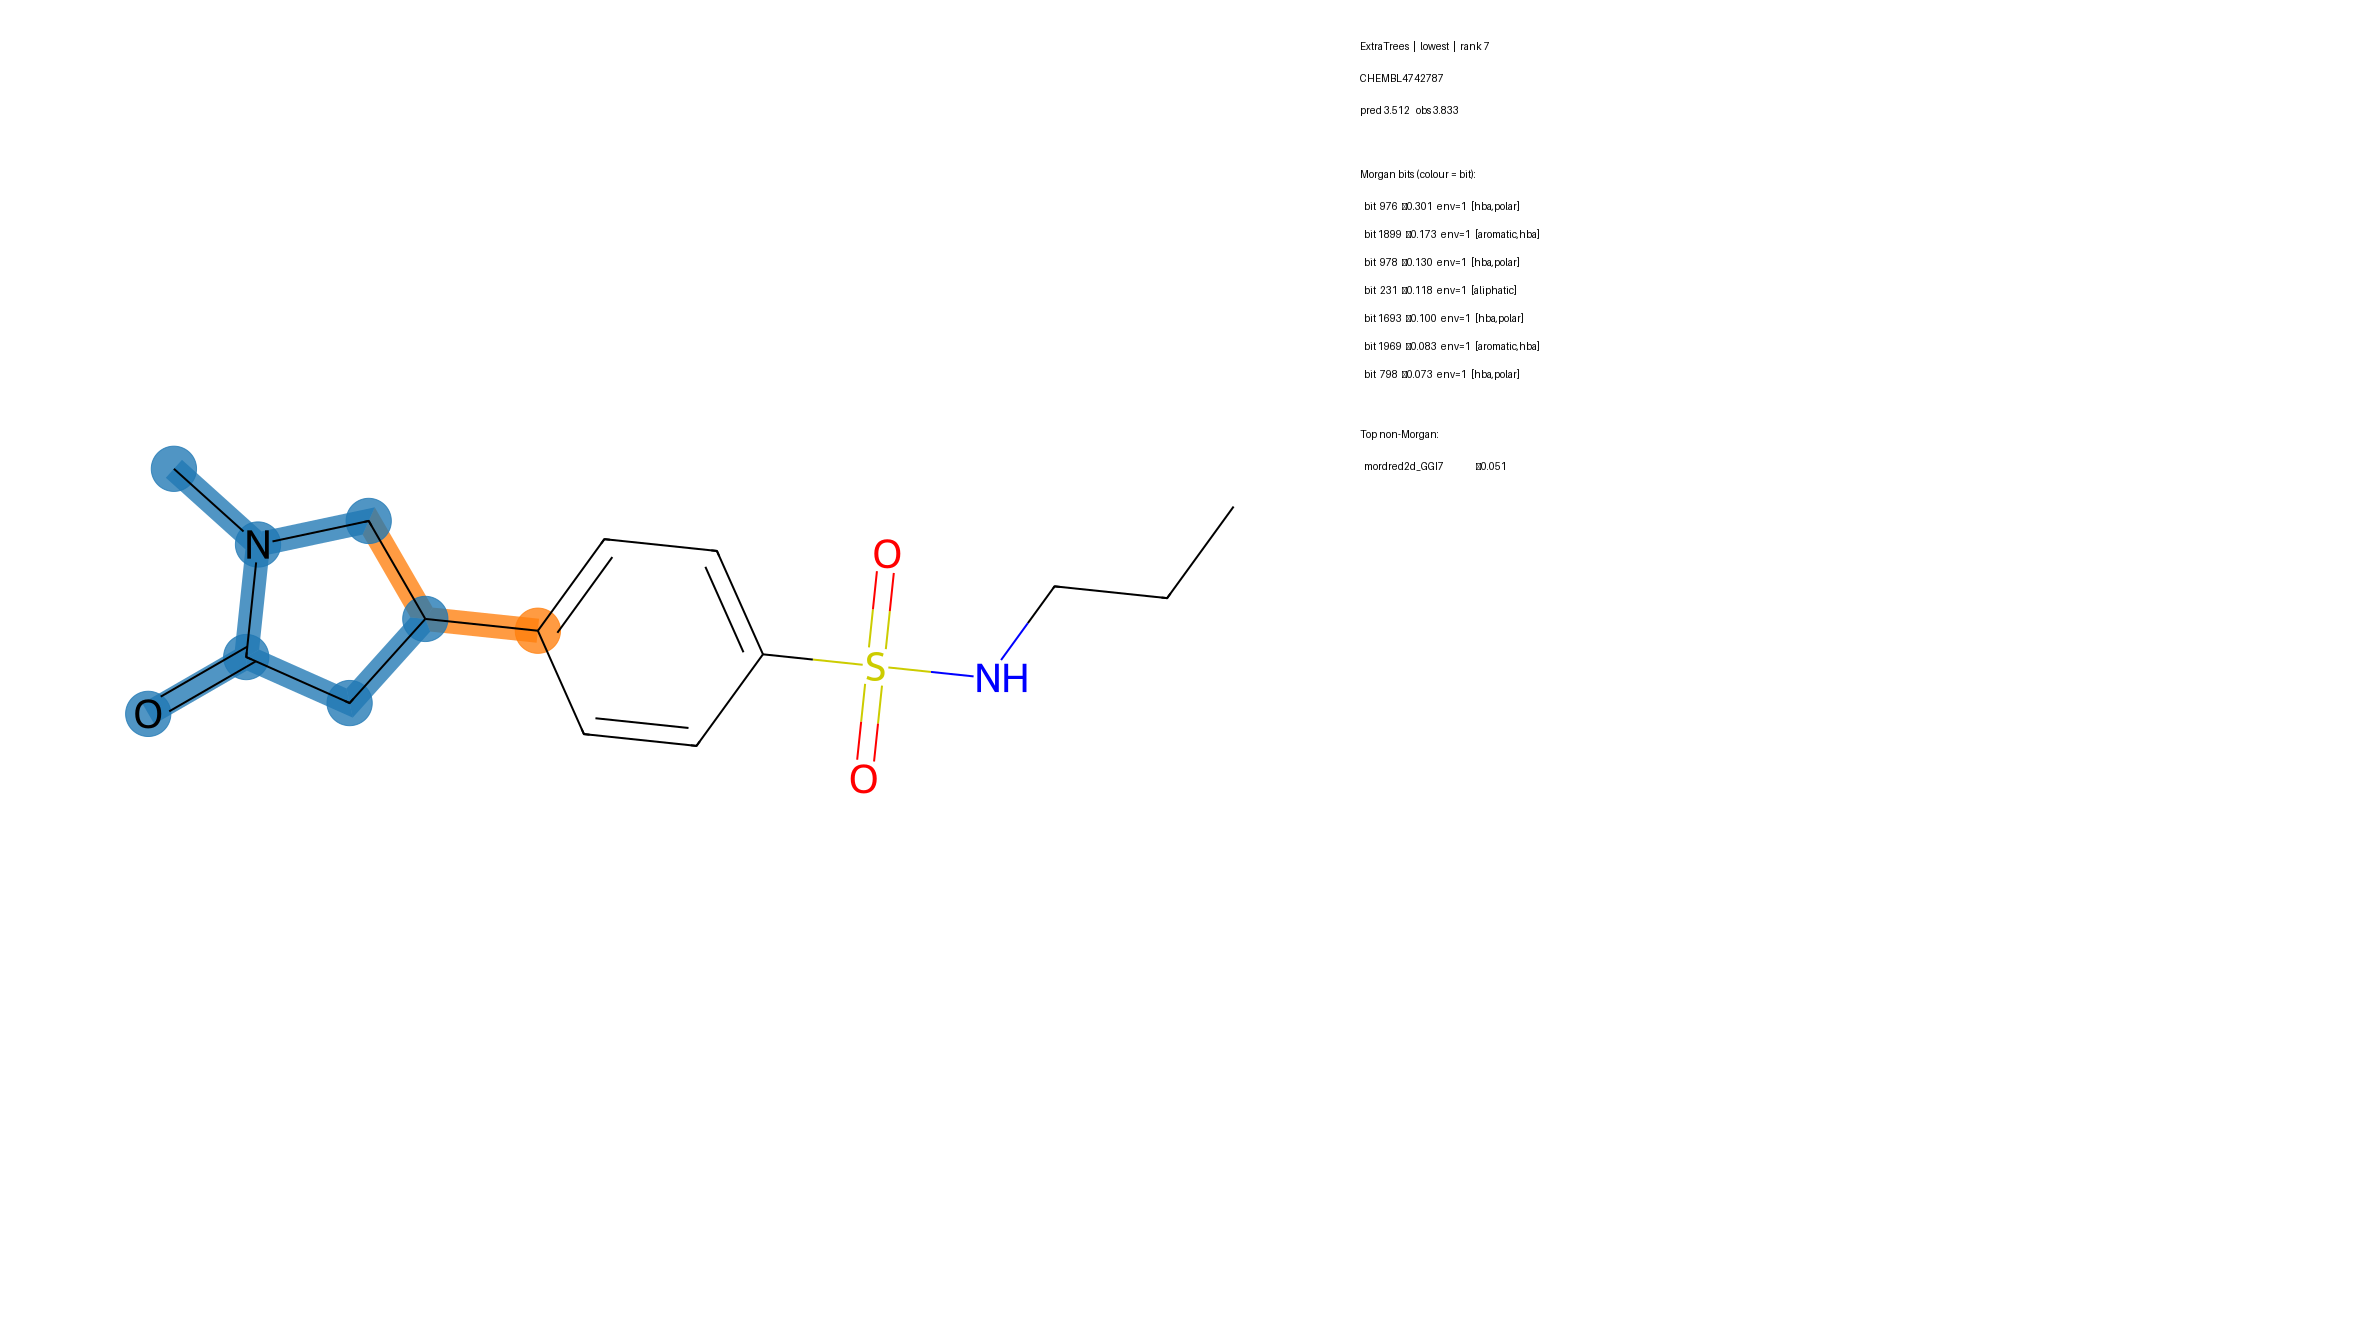 ExtraTrees | lowest | rank 7
CHEMBL4742787
pred 3.512 obs 3.833
Morgan bits (colour = bit):
bit 976 ▯0.301 env=1 [hba,polar]
bit 1899 ▯0.173 env=1 [aromatic,hba]
bit 978 ▯0.130 env=1 [hba,polar]
bit 231 ▯0.118 env=1 [aliphatic]
bit 1693 ▯0.100 env=1 [hba,polar]
bit 1969 ▯0.083 env=1 [aromatic,hba]
bit 798 ▯0.073 env=1 [hba,polar]
Top non-Morgan:
mordred2d_GGI7 ▯0.051
N
O
O
S
NH
O